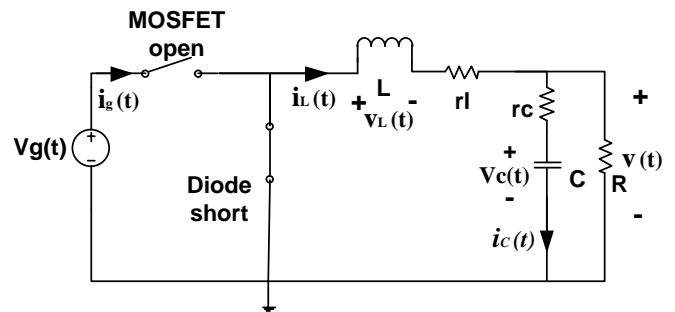 MOSFET
open
ig(t)
iL(t)
L
+ -
vL(t)
rl
rc
+
Vg(t)
+
-
Diode
short
+
Vc(t)
-
C
R
v(t)
-
iC(t)